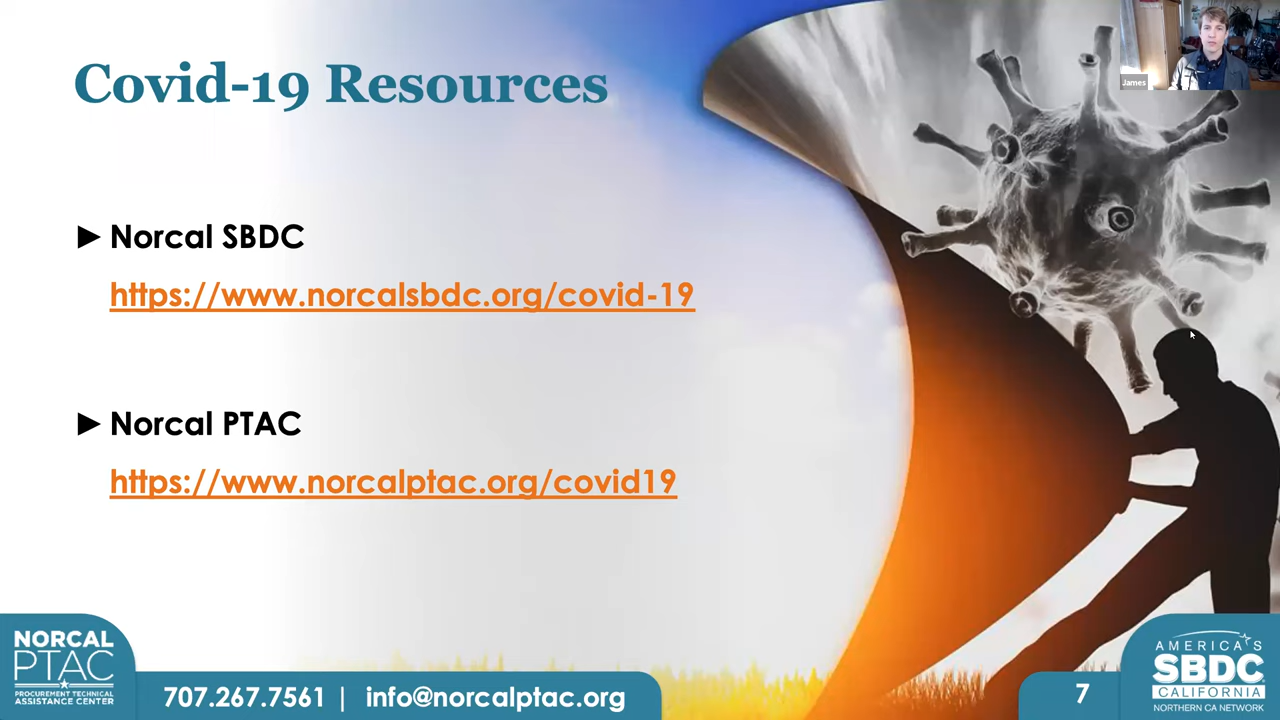 Covid-19 Resources
James
► Norcal SBDC
https://www.norcalsbdc.org/covid-19
► Norcal PTAC
https://www.norcalptac.org/covid19
NORCAL
PTAC
PROCUREMENT TECHNICAL
ASSISTANCE CENTER
707.267.7561 | info@norcalptac.org
7
AMERICA'S
SBDC
CALIFORNIA
NORTHERN CA NETWORK